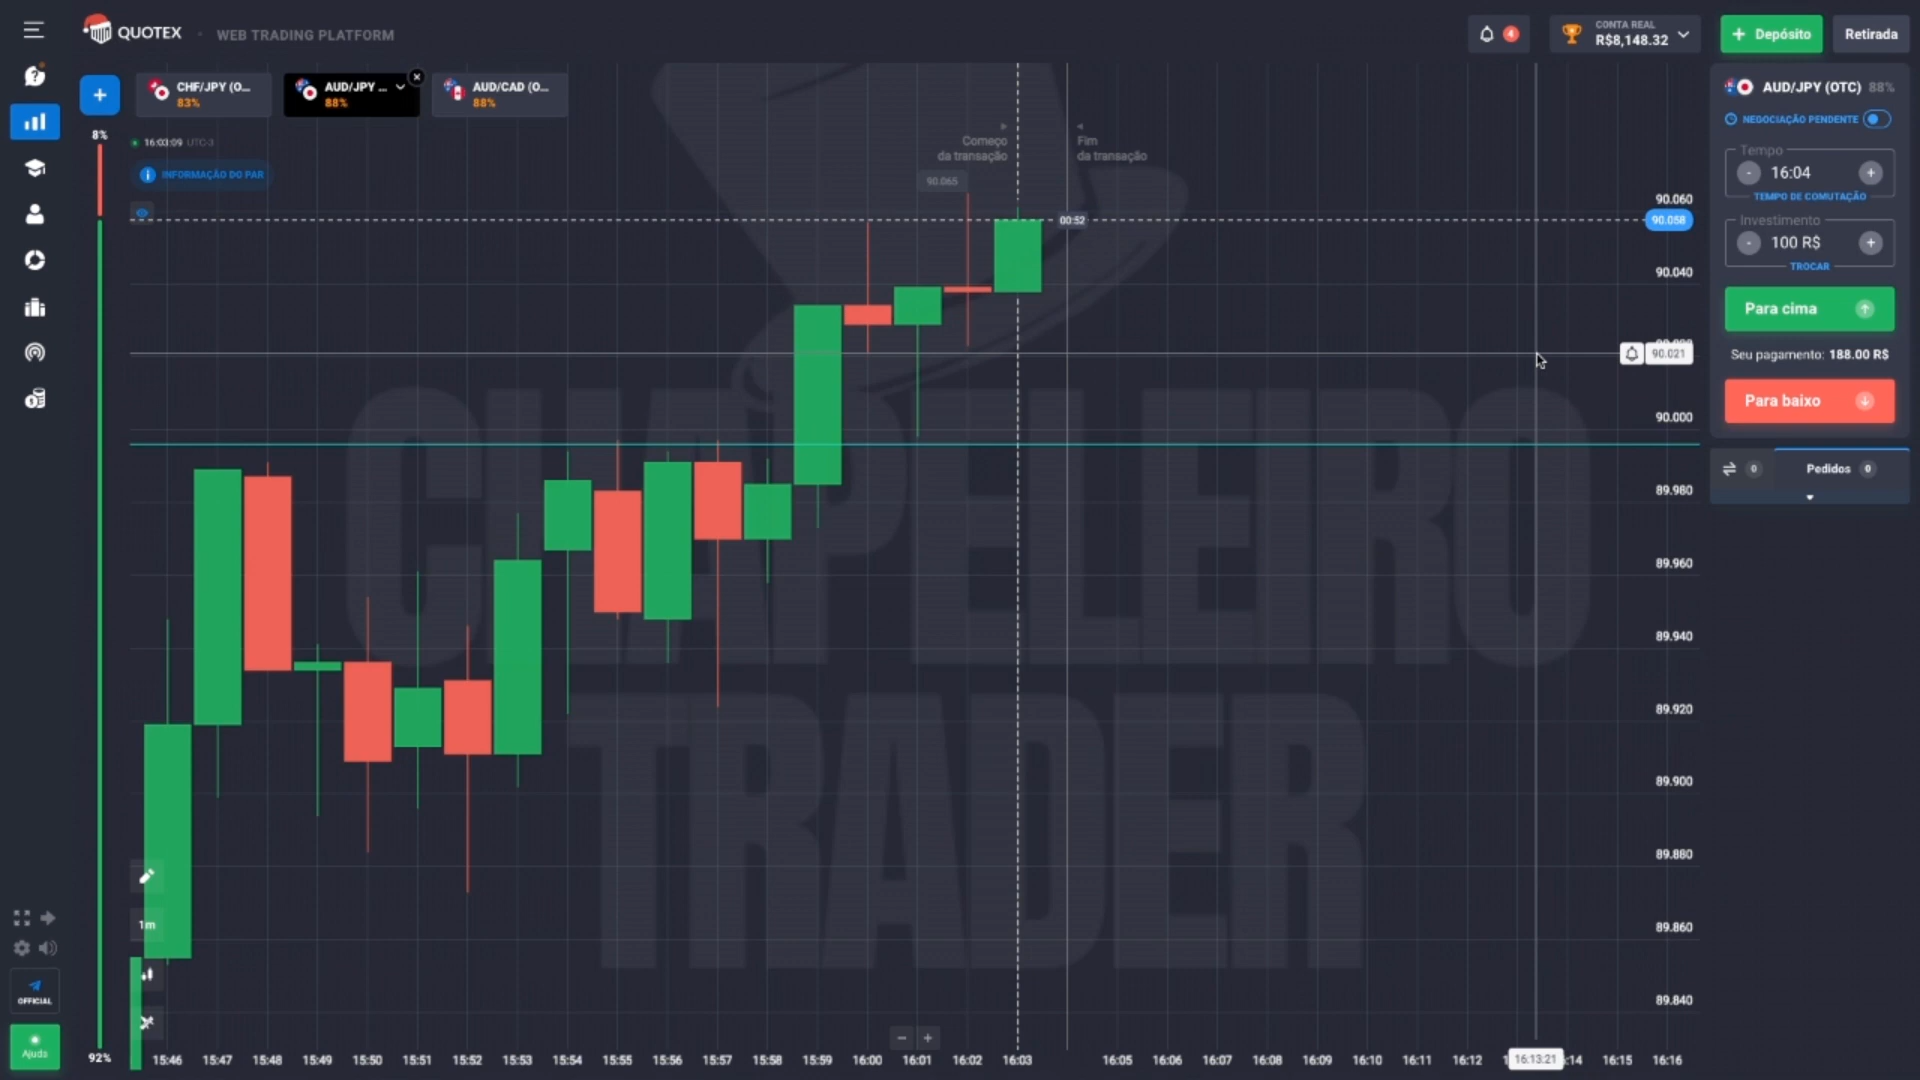 QUOTEX
WEB TRADING PLATFORM
4
CONTA REAL
R$8,148.32
+ Depósito
Retirada
+
CHF/JPY (O...
83%
AUD/JPY ...
88%
AUD/CAD (O...
88%
8%
16:03:09 UTC-3
INFORMAÇÃO DO PAR
Começo
da transação
Fim
da transação
90.065
00:52
90.060
90.058
90.040
90.021
90.000
89.980
89.960
89.940
89.920
89.900
89.880
89.860
89.840
AUD/JPY (OTC) 88%
NEGOCIAÇÃO PENDENTE
Tempo
- 16:04 +
TEMPO DE COMUTAÇÃO
Investimento
- 100 R$ +
TROCAR
Para cima
Seu pagamento: 188.00 R$
Para baixo
0
Pedidos 0
CHAPELEIRO
TRADER
1m
OFFICIAL
Ajuda
92%
15:46 15:47 15:48 15:49 15:50 15:51 15:52 15:53 15:54 15:55 15:56 15:57 15:58 15:59 16:00 16:01 16:02 16:03 16:05 16:06 16:07 16:08 16:09 16:10 16:11 16:12 16:13:21 :14 16:15 16:16